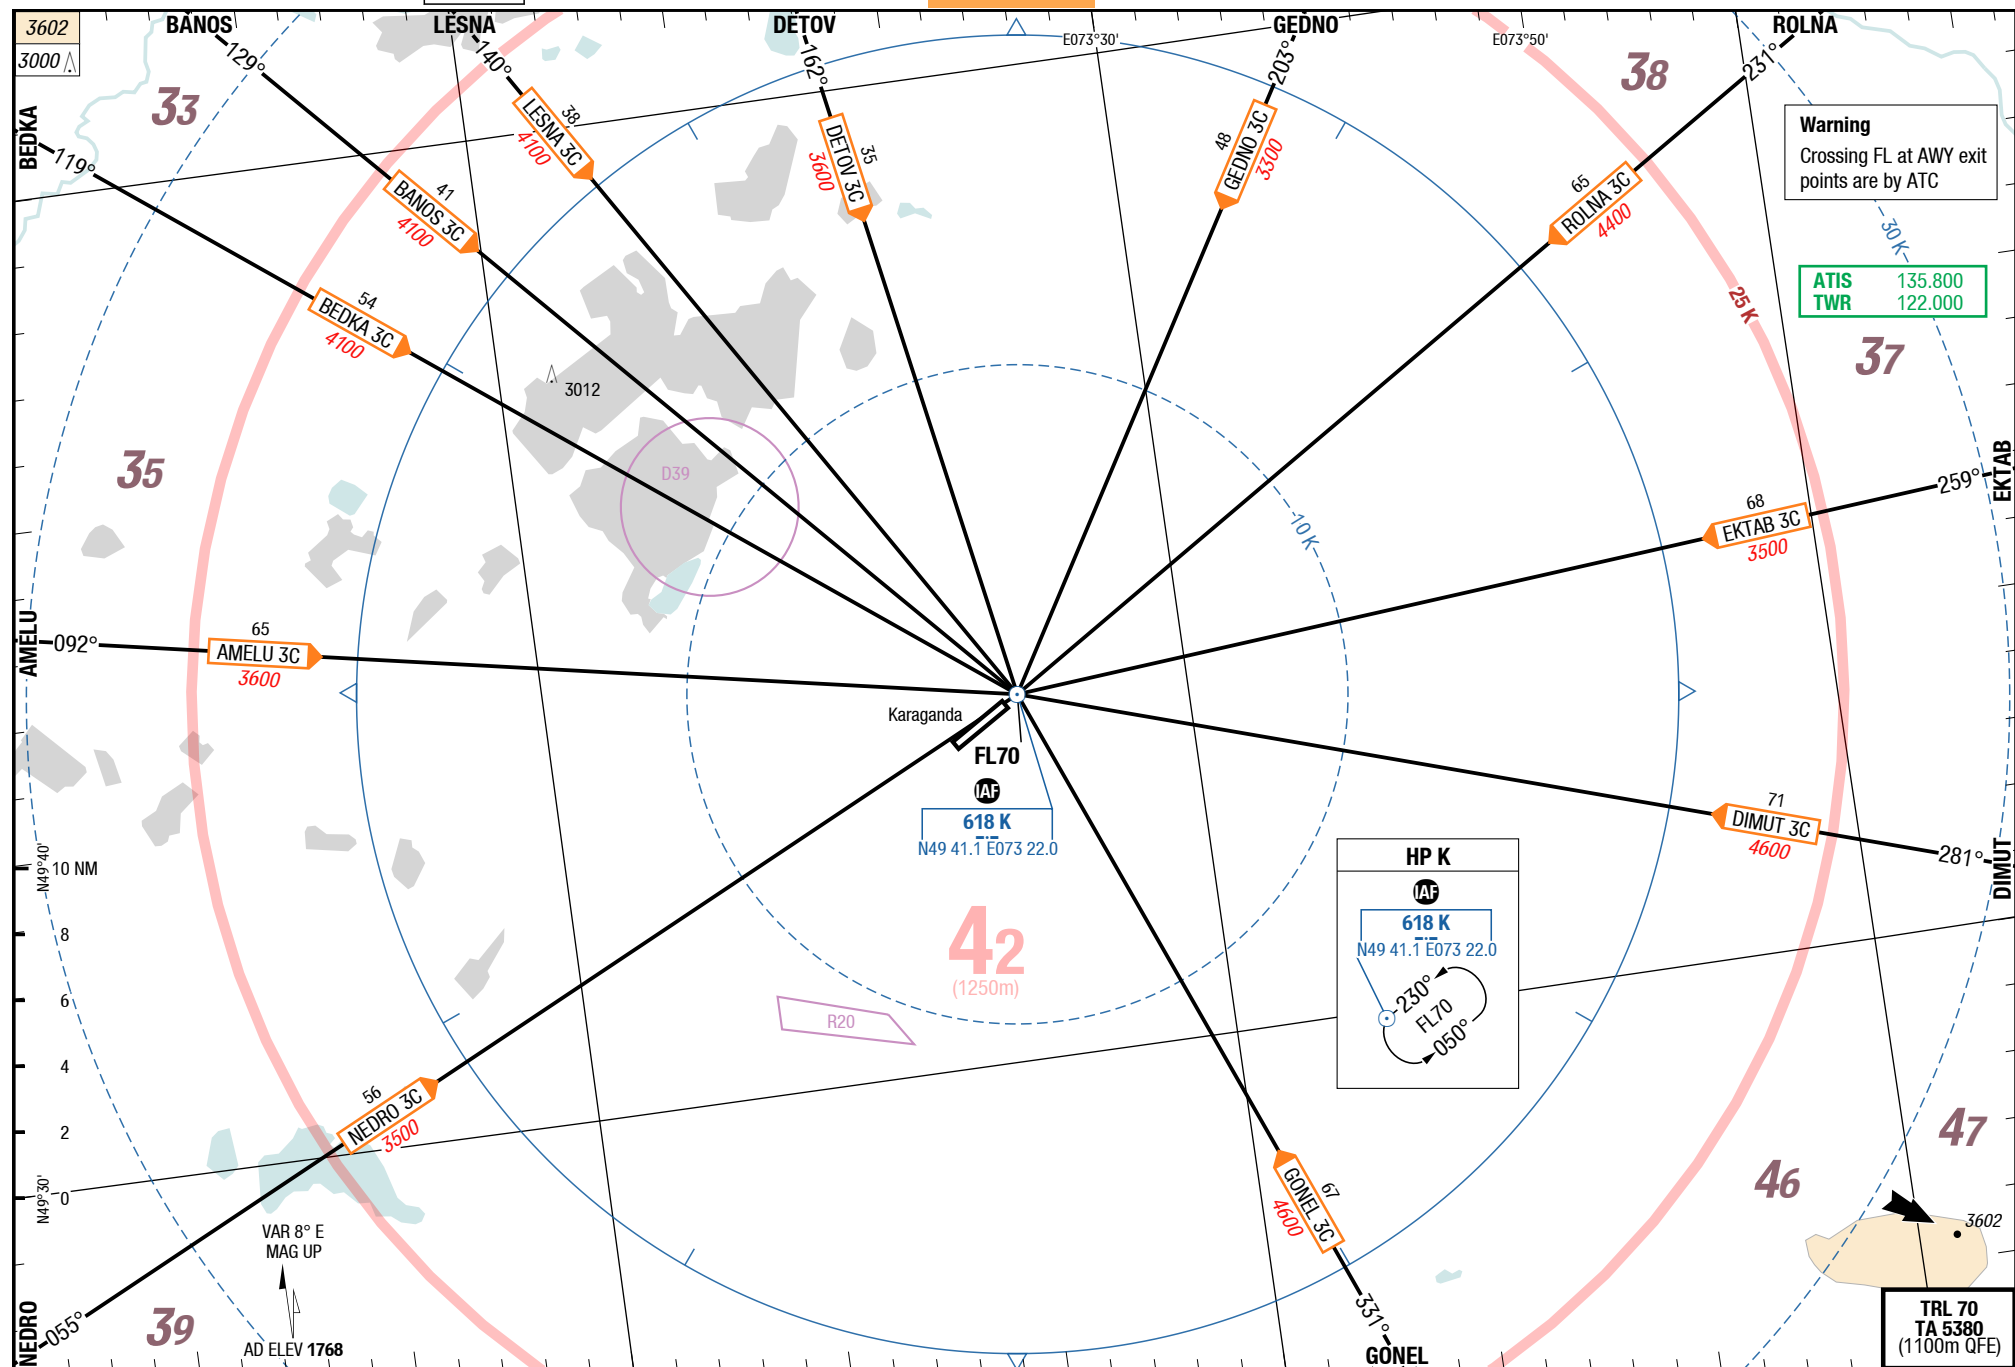 3602
3000
BANOS
LESNA
DETOV
GEDNO
ROLNA
E073°30'
E073°50'
129°
140°
162°
203°
231°
33
38
BEDKA
119°
Warning
Crossing FL at AWY exit
points are by ATC
38
LESNA 3C
4100
35
DETOV 3C
3600
48
GEDNO 3C
3300
65
ROLNA 3C
4400
41
BANOS 3C
4100
30 K
ATIS 135.800
TWR 122.000
25 K
54
BEDKA 3C
4100
37
3012
35
D39
10 K
EKTAB
259°
68
EKTAB 3C
3500
AMELU
092°
65
AMELU 3C
3600
Karaganda
FL70
IAF
618 K
N49 41.1 E073 22.0
71
DIMUT 3C
4600
281°
DIMUT
HP K
IAF
618 K
N49 41.1 E073 22.0
230°
FL70
050°
N49°40'
10 NM
8
6
4
2
0
N49°30'
42
(1250m)
R20
56
NEDRO 3C
3500
47
46
67
GONEL 3C
4600
3602
VAR 8° E
MAG UP
AD ELEV 1768
39
NEDRO
055°
331°
GONEL
TRL 70
TA 5380
(1100m QFE)